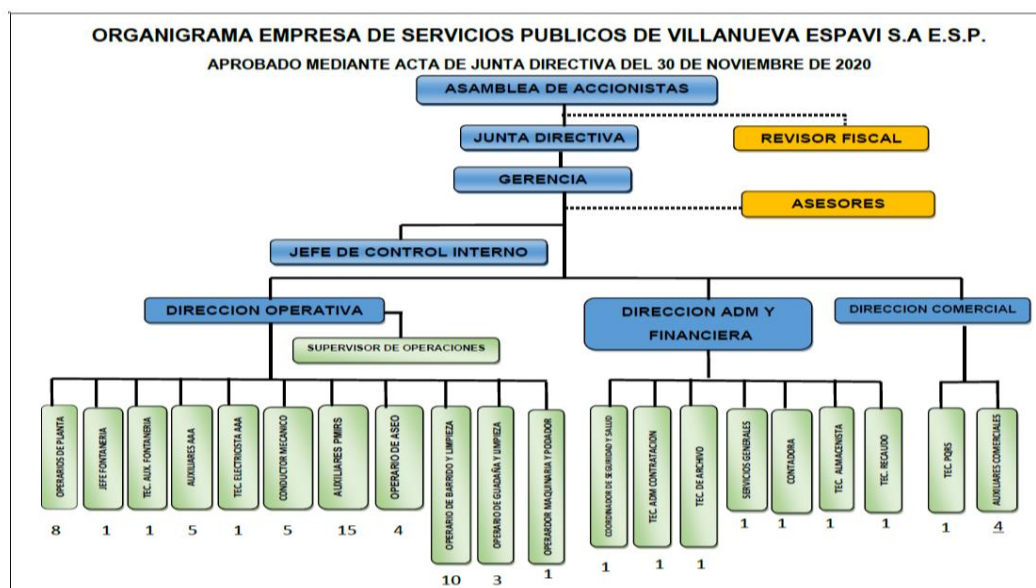 ORGANIGRAMA EMPRESA DE SERVICIOS PUBLICOS DE VILLANUEVA ESPAVI S.A E.S.P.
APROBADO MEDIANTE ACTA DE JUNTA DIRECTIVA DEL 30 DE NOVIEMBRE DE 2020
ASAMBLEA DE ACCIONISTAS
JUNTA DIRECTIVA
REVISOR FISCAL
GERENCIA
ASESORES
JEFE DE CONTROL INTERNO
DIRECCION OPERATIVA
DIRECCION ADM Y
FINANCIERA
DIRECCION COMERCIAL
SUPERVISOR DE OPERACIONES
OPERARIOS DE PLANTA
JEFE FONTANERIA
TEC. AUX. FONTANERIA
AUXILIARES AAA
TEC. ELECTRICISTA AAA
CONDUCTOR MECANICO
AUXILIARES PMIRS
OPERARIO DE ASEO
OPERARIO DE BARRIDO Y LIMPIEZA
OPERARIO DE GUADAÑA Y LIMPIEZA
OPERARDOR MAQUINARIA Y PODADOR
COORDINADOR DE SEGURIDAD Y SALUD
TEC. ADM CONTRATACION
TEC. DE ARCHIVO
SERVICIOS GENERALES
CONTADORA
TEC. ALMACENISTA
TEC. RECAUDO
TEC. PQRS
AUXILIARES COMERCIALES
8 1 1 5 1 5 15 4 10 3 1 1 1 1 1 1 1 1 1 4